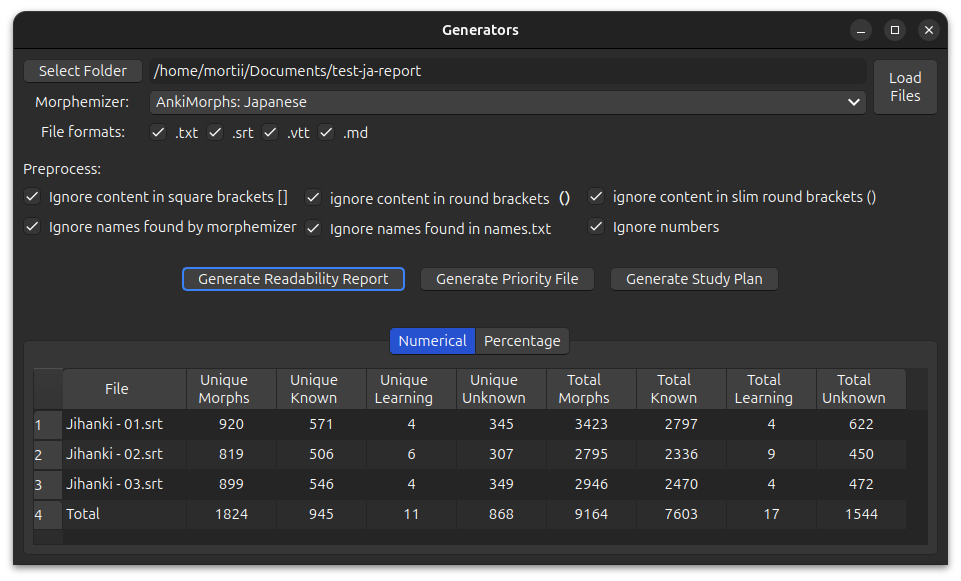 Generators
Select Folder /home/mortii/Documents/test-ja-report Load Files
Morphemizer: AnkiMorphs: Japanese
File formats: .txt .srt .vtt .md
Preprocess:
Ignore content in square brackets [] ignore content in round brackets （） ignore content in slim round brackets ()
Ignore names found by morphemizer Ignore names found in names.txt Ignore numbers
Generate Readability Report Generate Priority File Generate Study Plan
Numerical Percentage
File Unique Morphs Unique Known Unique Learning Unique Unknown Total Morphs Total Known Total Learning Total Unknown
1 Jihanki - 01.srt 920 571 4 345 3423 2797 4 622
2 Jihanki - 02.srt 819 506 6 307 2795 2336 9 450
3 Jihanki - 03.srt 899 546 4 349 2946 2470 4 472
4 Total 1824 945 11 868 9164 7603 17 1544